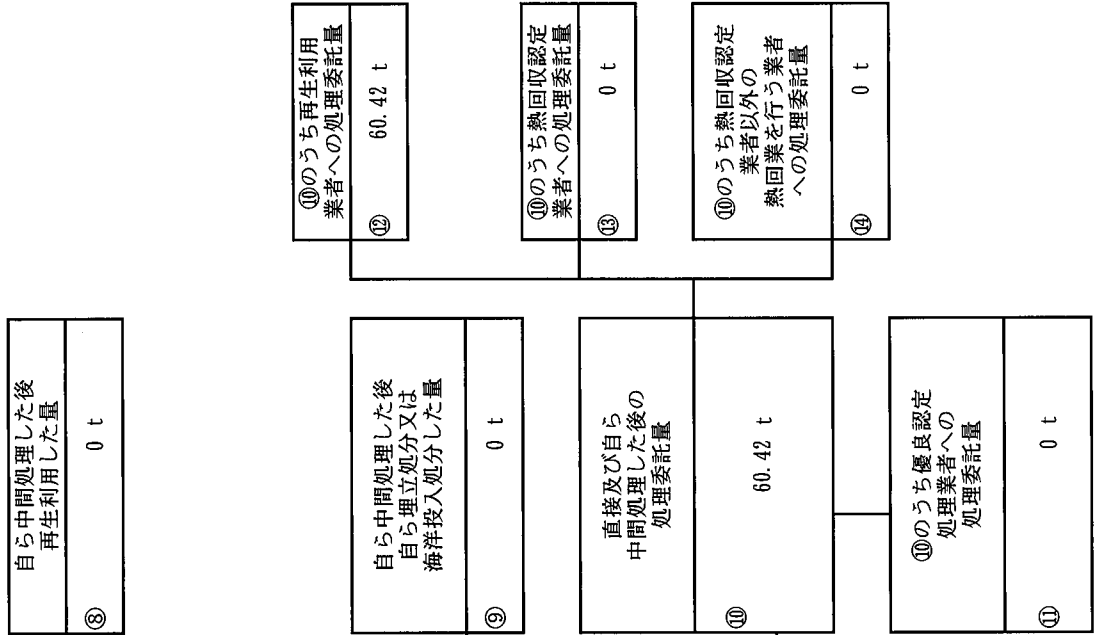 自ら中間処理した後
再生利用した量
⑧ 0 t
自ら中間処理した後
自ら埋立処分又は
海洋投入処分した量
⑨ 0 t
直接及び自ら
中間処理した後の
処理委託量
⑩ 60.42 t
⑩のうち優良認定
処理業者への
処理委託量
⑪ 0 t
⑩のうち再生利用
業者への処理委託量
⑫ 60.42 t
⑩のうち熱回収認定
業者への処理委託量
⑬ 0 t
⑩のうち熱回収認定
業者以外の
熱回業を行う業者
への処理委託量
⑭ 0 t